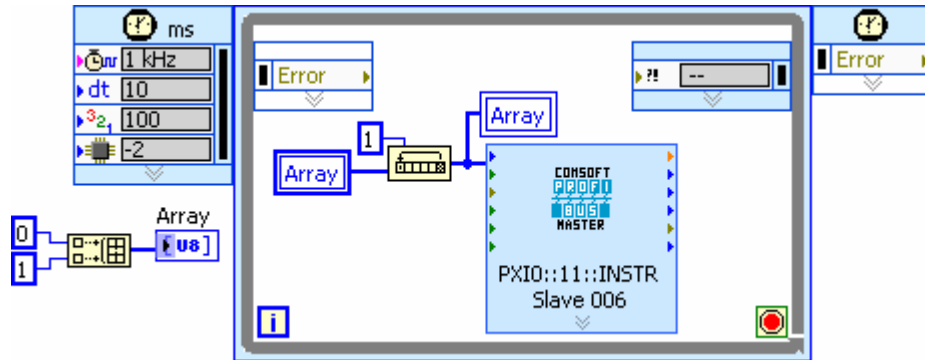 ms
1 kHz
dt 10
321 100
-2
Error
?! --
Error
Array
1
Array
COMSOFT
PROFI
BUS
MASTER
PXI0::11::INSTR
Slave 006
Array
0
U8
1
i